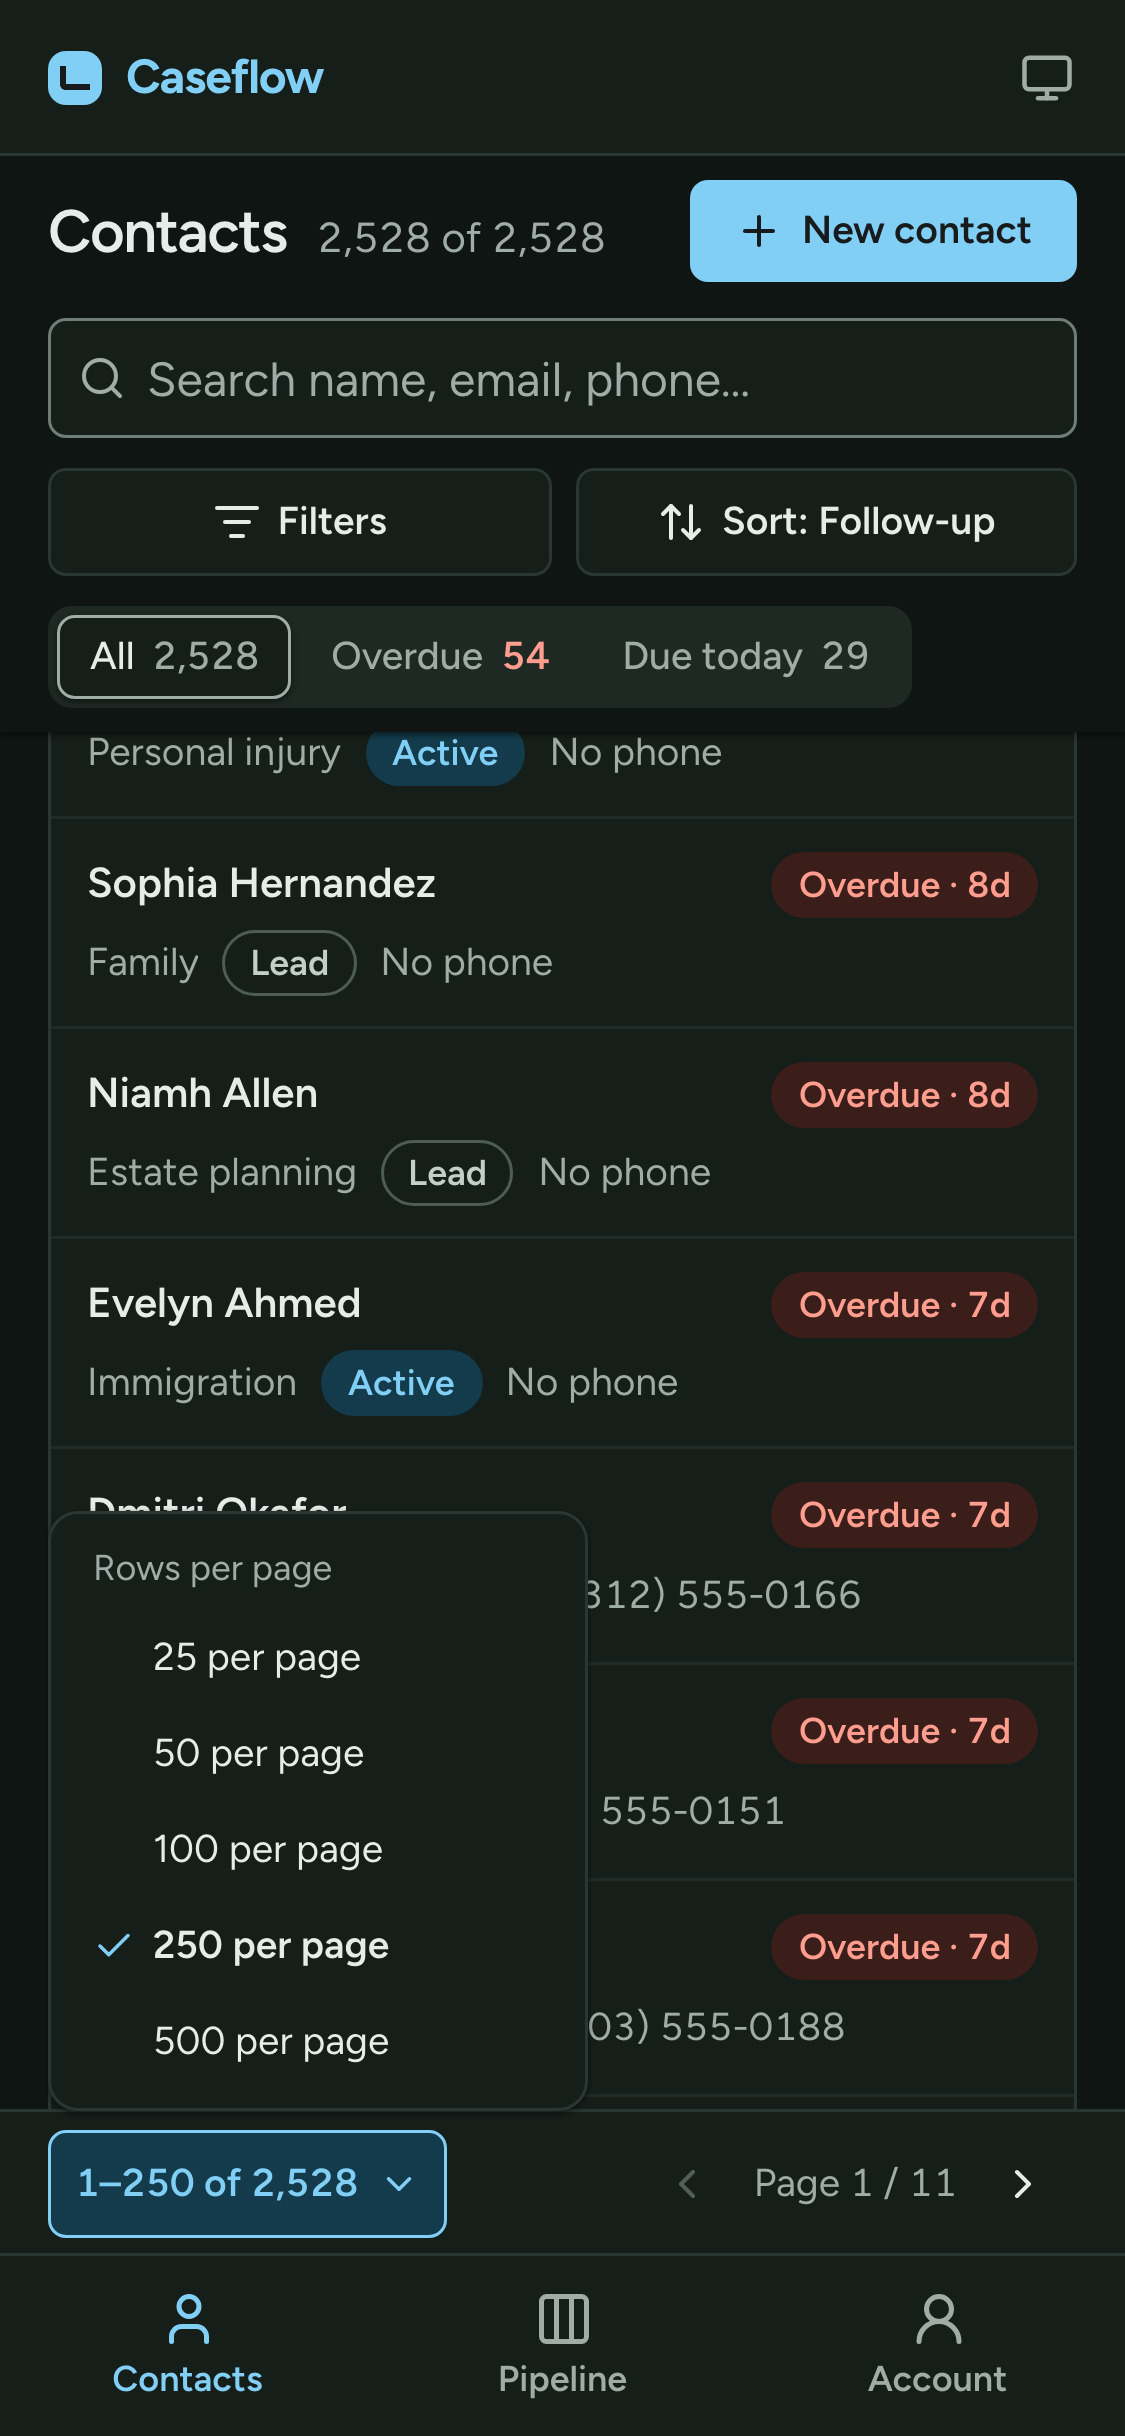 Caseflow
Contacts 2,528 of 2,528
New contact
Search name, email, phone...
Filters
Sort: Follow-up
All 2,528
Overdue 54
Due today 29
Personal injury Active No phone
Sophia Hernandez Overdue · 8d
Family Lead No phone
Niamh Allen Overdue · 8d
Estate planning Lead No phone
Evelyn Ahmed Overdue · 7d
Immigration Active No phone
Dmitri Okafor Overdue · 7d
312) 555-0166
Overdue · 7d
555-0151
Overdue · 7d
03) 555-0188
Rows per page
25 per page
50 per page
100 per page
250 per page
500 per page
1–250 of 2,528
Page 1 / 11
Contacts
Pipeline
Account